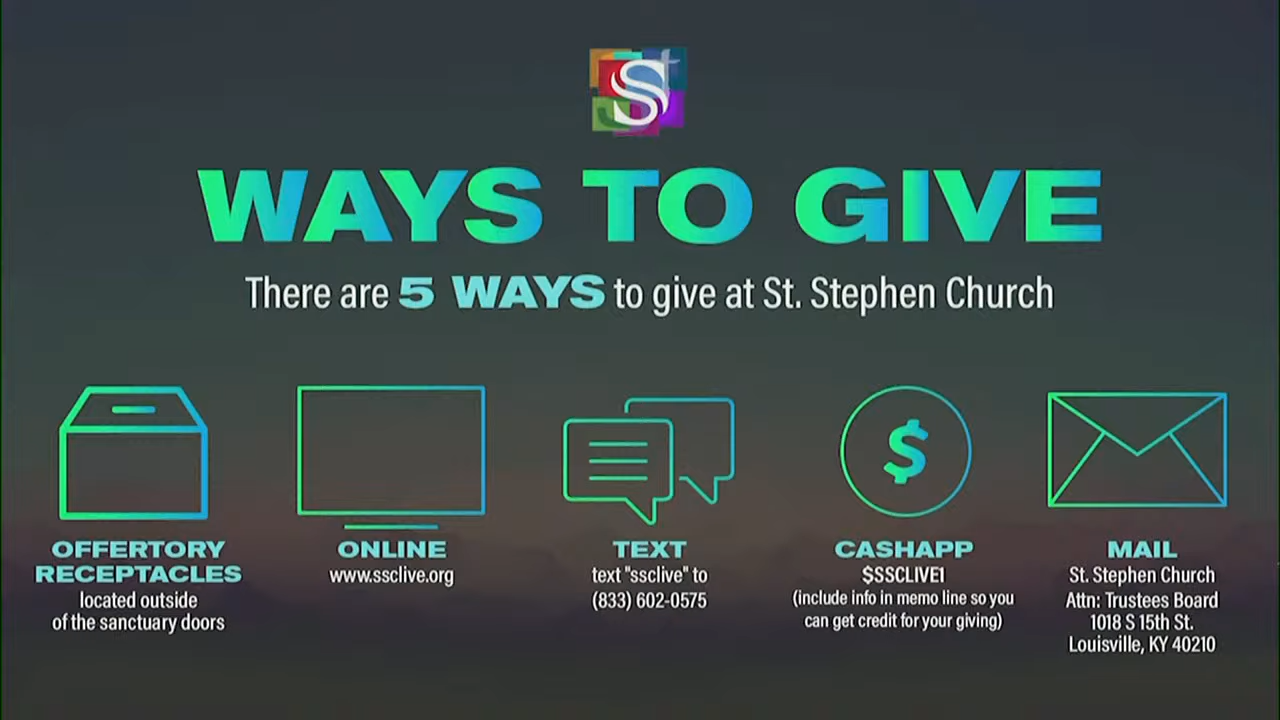 St
WAYS TO GIVE
There are 5 WAYS to give at St. Stephen Church
OFFERTORY
RECEPTACLES
located outside
of the sanctuary doors
ONLINE
www.ssclive.org
TEXT
text "ssclive" to
(833) 602-0575
$
CASHAPP
$SSCLIVE1
(include info in memo line so you
can get credit for your giving)
MAIL
St. Stephen Church
Attn: Trustees Board
1018 S 15th St.
Louisville, KY 40210